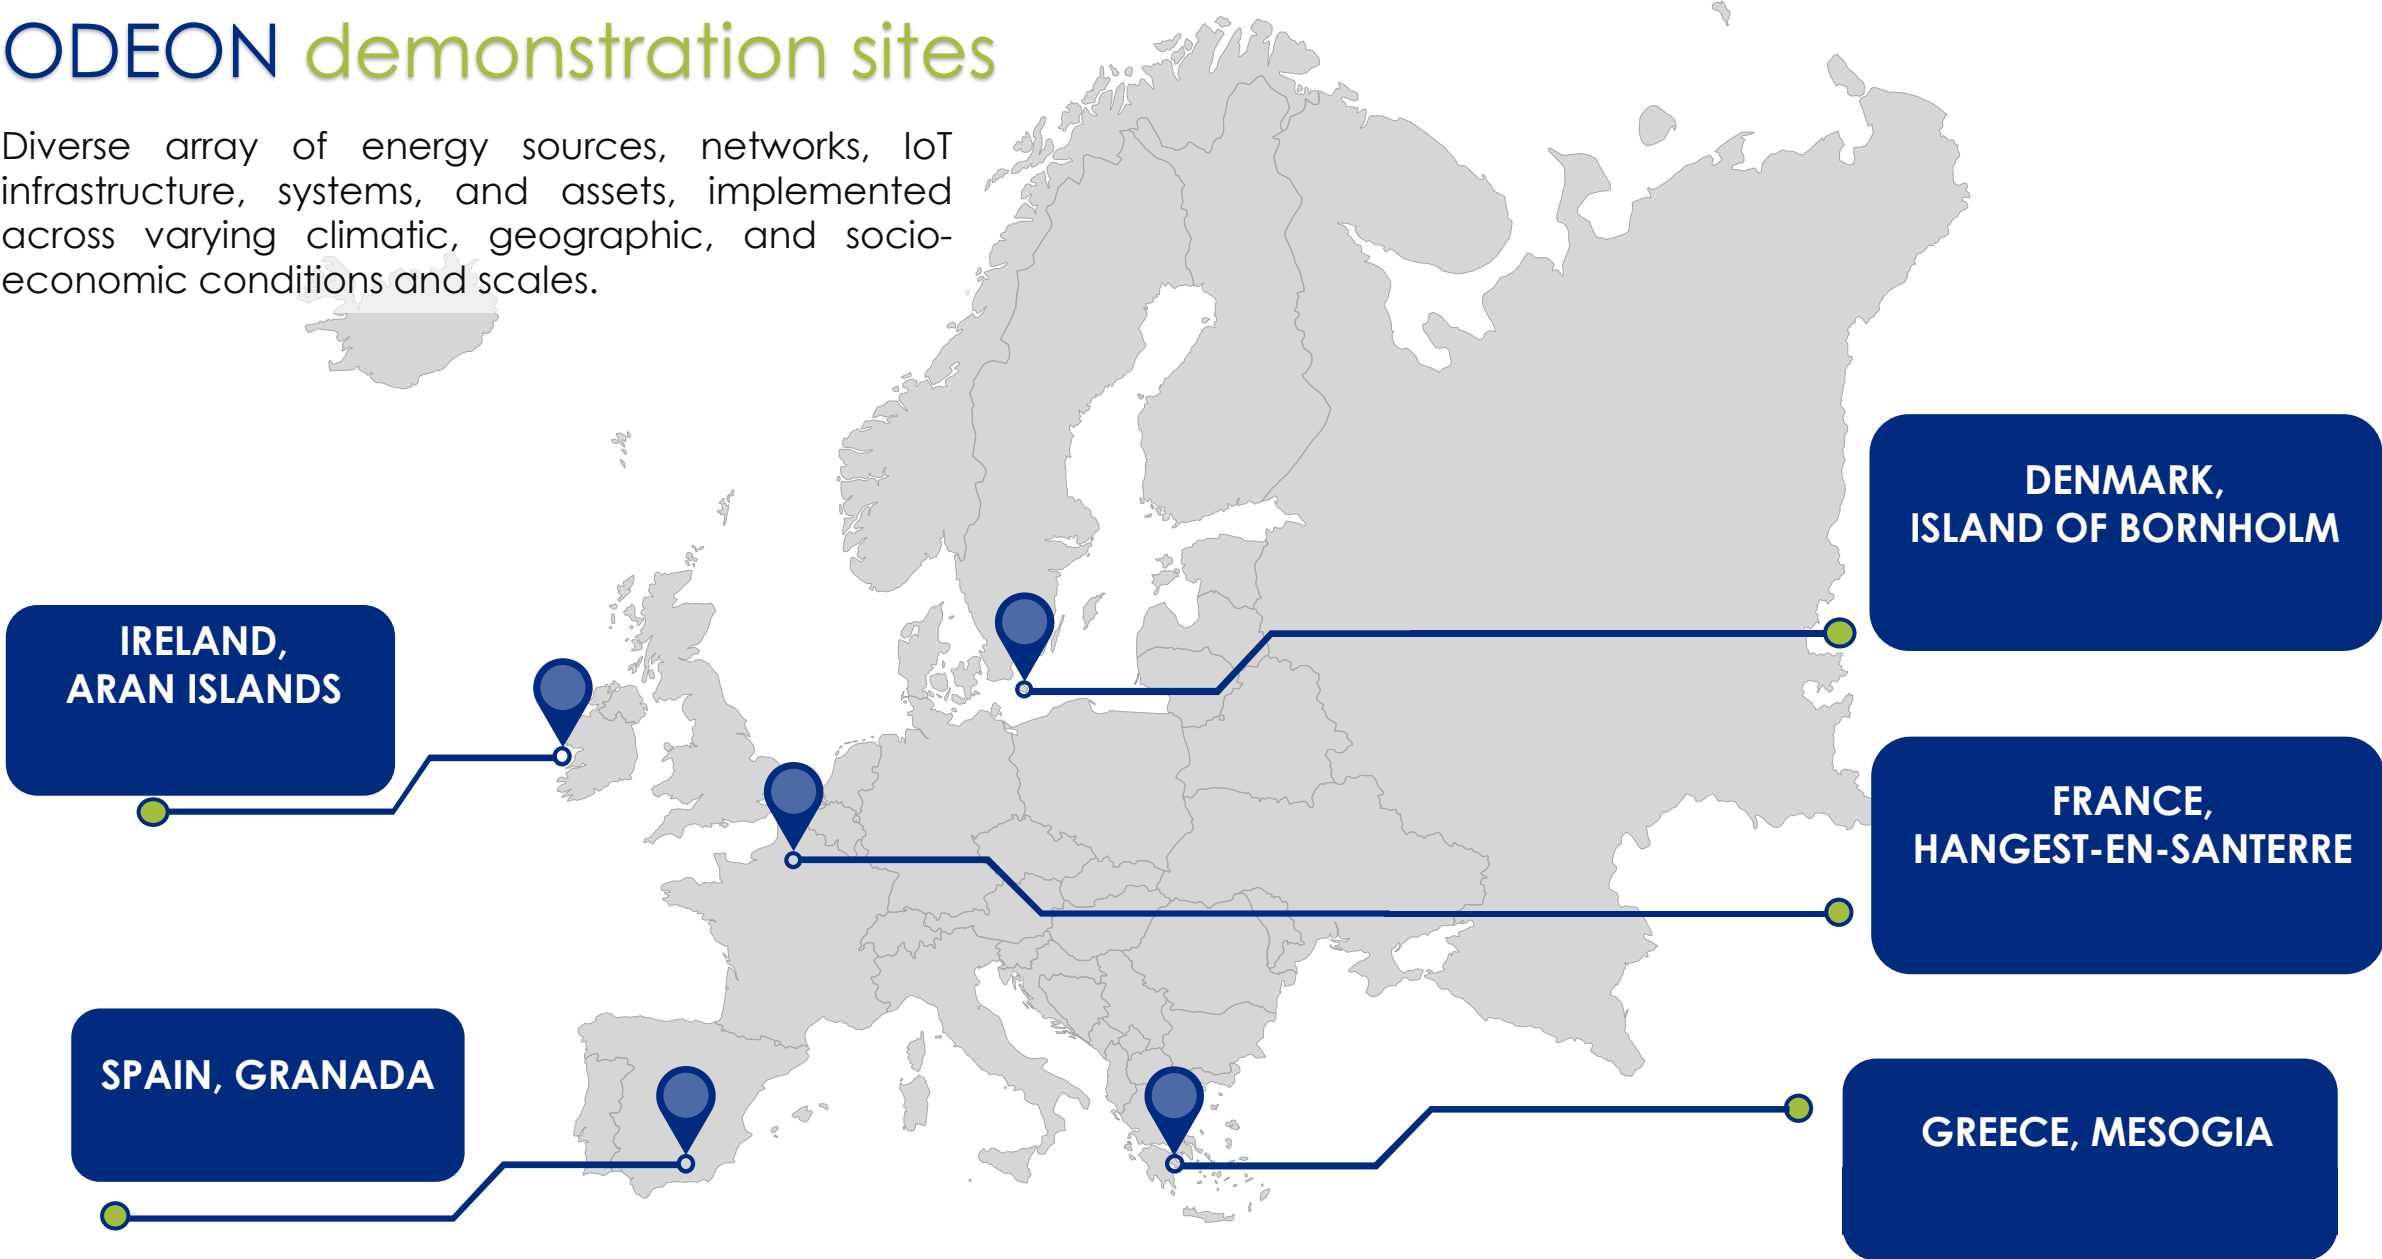 ODEON demonstration sites
Diverse array of energy sources, networks, IoT
infrastructure, systems, and assets, implemented
across varying climatic, geographic, and socio-
economic conditions and scales.
DENMARK,
ISLAND OF BORNHOLM
IRELAND,
ARAN ISLANDS
FRANCE,
HANGEST-EN-SANTERRE
SPAIN, GRANADA
GREECE, MESOGIA